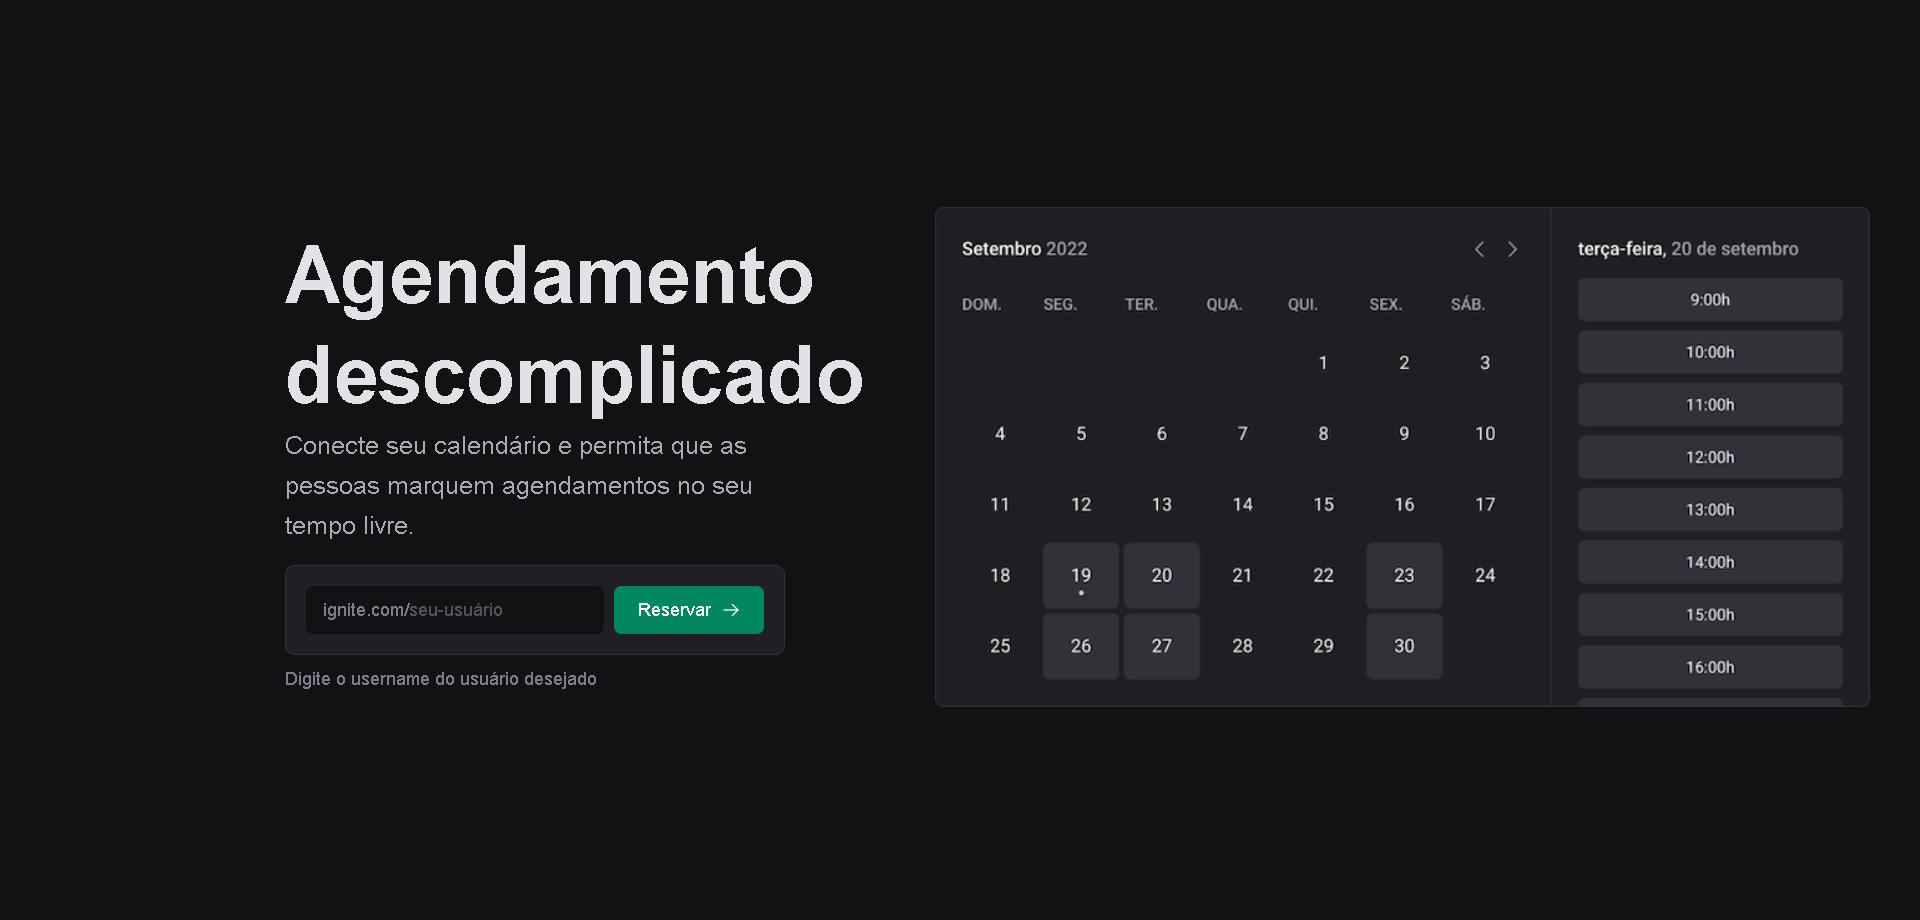 Agendamento
descomplicado
Conecte seu calendário e permita que as
pessoas marquem agendamentos no seu
tempo livre.
ignite.com/seu-usuário
Reservar →
Digite o username do usuário desejado
Setembro 2022
DOM. SEG. TER. QUA. QUI. SEX. SÁB.
1 2 3
4 5 6 7 8 9 10
11 12 13 14 15 16 17
18 19 20 21 22 23 24
25 26 27 28 29 30
terça-feira, 20 de setembro
9:00h
10:00h
11:00h
12:00h
13:00h
14:00h
15:00h
16:00h